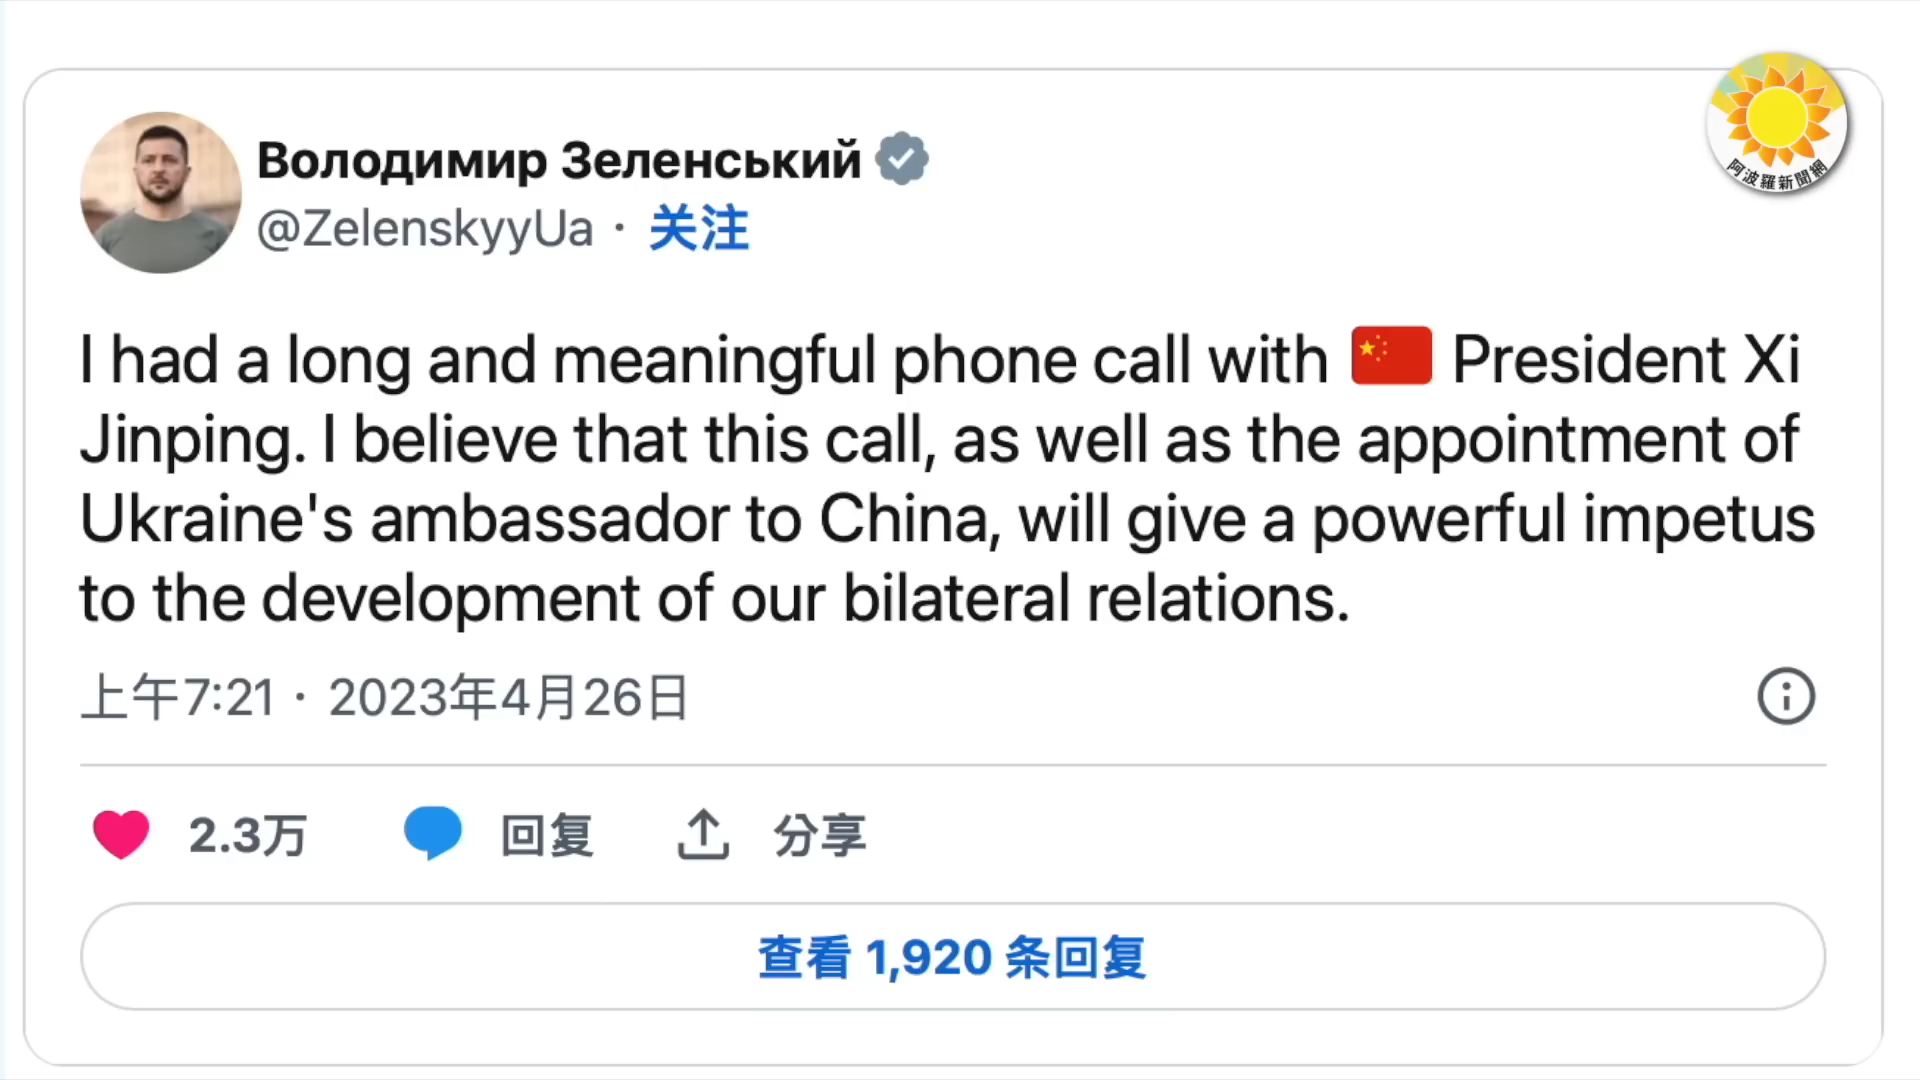 Володимир Зеленський
@ZelenskyyUa · 关注
阿波羅新聞網
I had a long and meaningful phone call with 🇨🇳 President Xi
Jinping. I believe that this call, as well as the appointment of
Ukraine's ambassador to China, will give a powerful impetus
to the development of our bilateral relations.
上午7:21 · 2023年4月26日
2.3万 回复 分享
查看 1,920 条回复